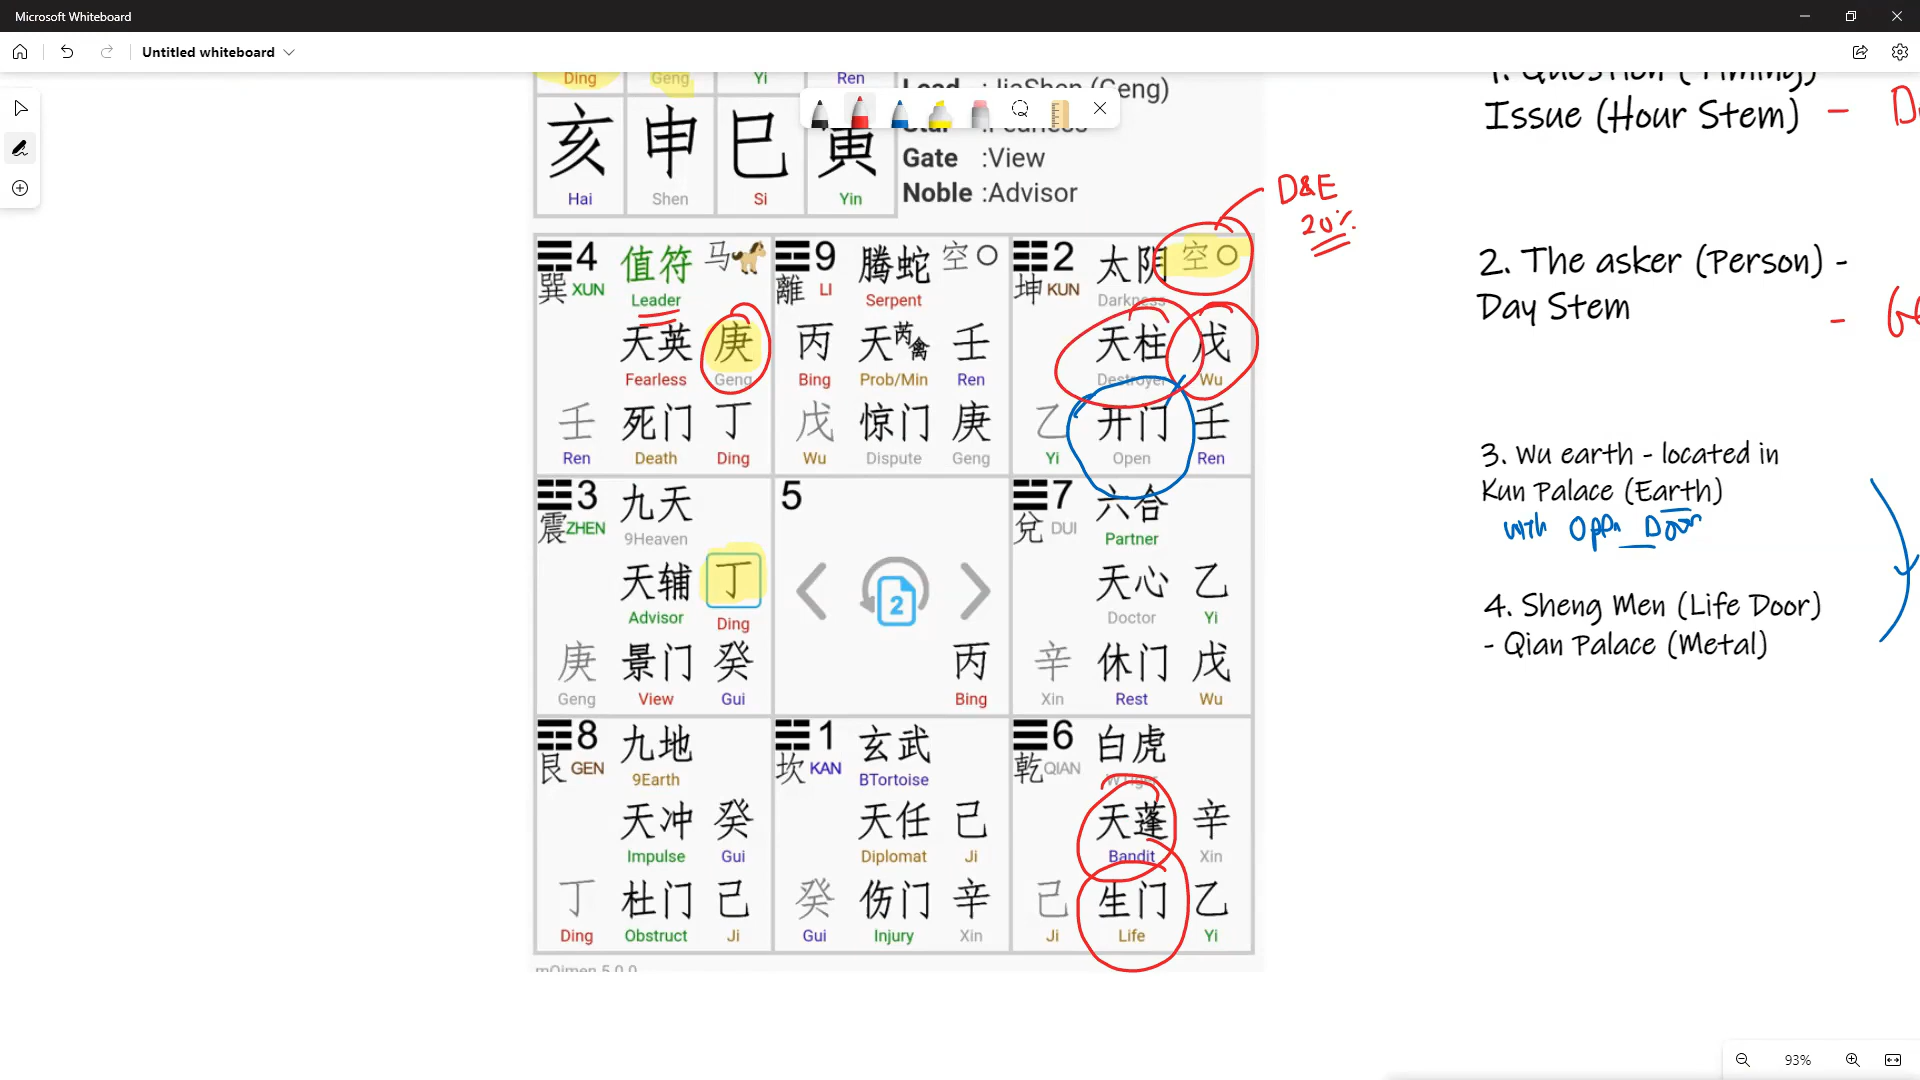 Microsoft Whiteboard
Untitled whiteboard
Ding Geng Yi Ren
(Geng)
亥 申 巳 寅
Hai Shen Si Yin
Gate :View
Noble :Advisor
D&E
20%
4 值符 马
巽 XUN
Leader
天英 庚
Fearless Geng
壬 死门 丁
Ren Death Ding
9 腾蛇 空
離 LI
Serpent
丙 天芮禽 壬
Bing Prob/Min Ren
戊 惊门 庚
Wu Dispute Geng
2 太阴 空
坤 KUN
Darkness
天柱 戊
Destroyer Wu
乙 开门 壬
Yi Open Ren
3 九天
震 ZHEN
9Heaven
天辅 丁
Advisor Ding
庚 景门 癸
Geng View Gui
5
2
丙
Bing
7 六合
兌 DUI
Partner
天心 乙
Doctor Yi
辛 休门 戊
Xin Rest Wu
8 九地
艮 GEN
9Earth
天冲 癸
Impulse Gui
丁 杜门 己
Ding Obstruct Ji
1 玄武
坎 KAN
BTortoise
天任 己
Diplomat Ji
癸 伤门 辛
Gui Injury Xin
6 白虎
乾 QIAN
天蓬 辛
Bandit Xin
己 生门 乙
Ji Life Yi
1. Question (Timing)
Issue (Hour Stem) -
2. The asker (Person) -
Day Stem -
3. Wu earth - located in
Kun Palace (Earth)
with Door
4. Sheng Men (Life Door)
- Qian Palace (Metal)
93%